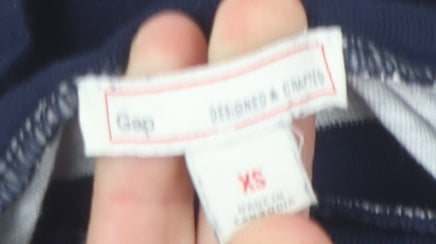 Gap DESIGNED & CRAFTED
XS
MADE IN
CAMBODIA